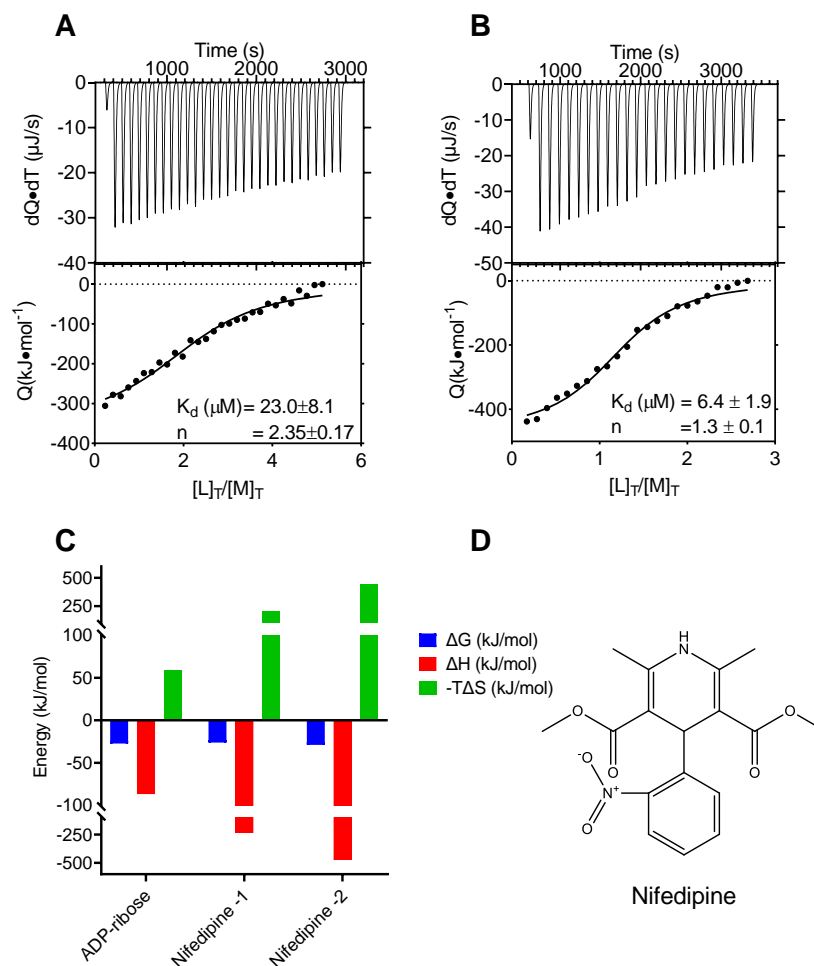 A
Time (s)
1000 2000 3000
0
-10
-20
-30
-40
dQ•dT (µJ/s)
0
-100
-200
-300
-400
Q(kJ•mol-1)
Kd (µM)= 23.0±8.1
n = 2.35±0.17
0 2 4 6
[L]T/[M]T
B
Time (s)
1000 2000 3000
0
-10
-20
-30
-40
-50
dQ•dT (µJ/s)
0
-200
-400
Q(kJ•mol-1)
Kd (µM) = 6.4 ± 1.9
n =1.3 ± 0.1
0 1 2 3
[L]T/[M]T
C
500
250
100
50
0
-50
-100
-250
-500
Energy (kJ/mol)
ADP-ribose
Nifedipine -1
Nifedipine -2
ΔG (kJ/mol)
ΔH (kJ/mol)
-TΔS (kJ/mol)
D
H
N
O
O
O
O
-O
N+
O
Nifedipine